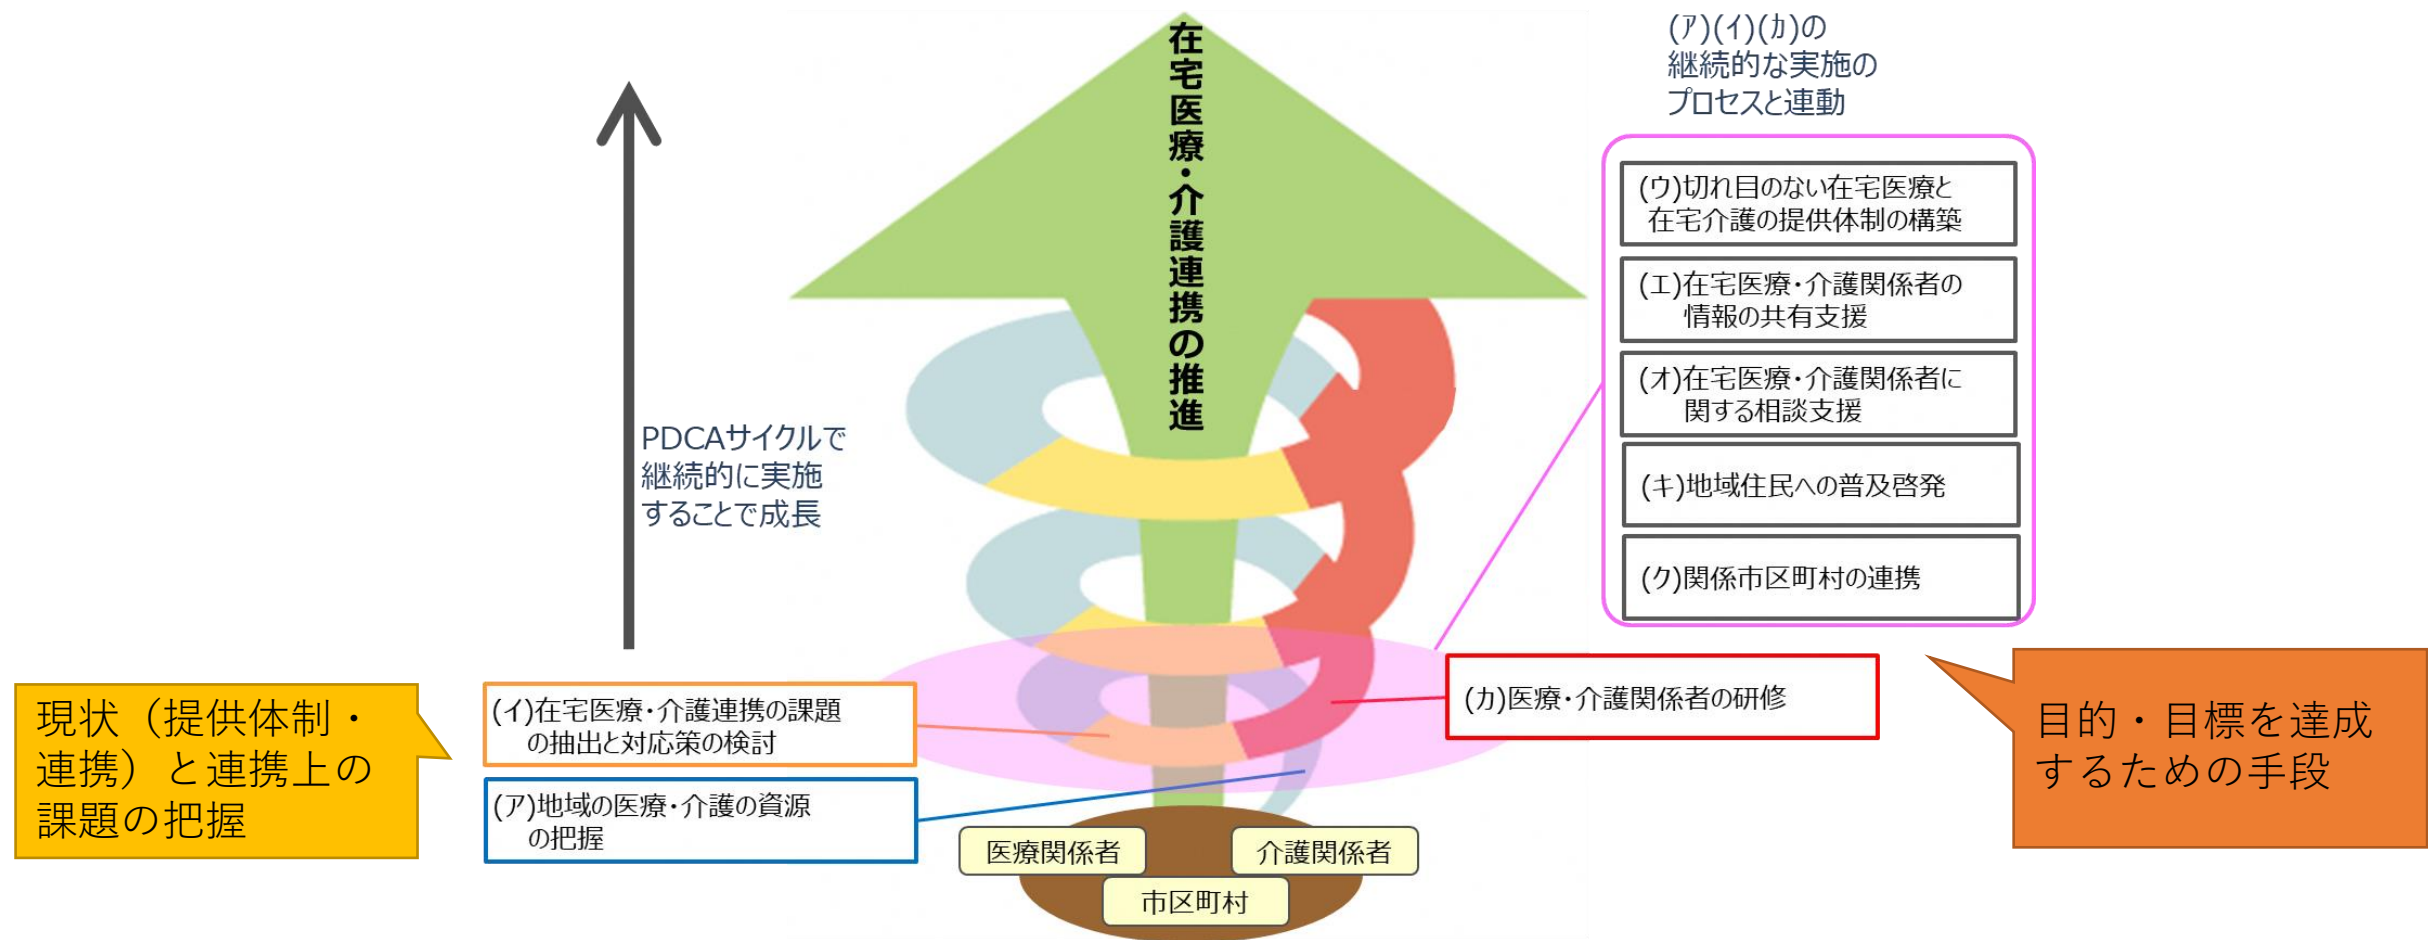 在宅医療・介護連携の推進
(ア)(イ)(カ)の
継続的な実施の
プロセスと連動
(ウ)切れ目のない在宅医療と
在宅介護の提供体制の構築
(エ)在宅医療・介護関係者の
情報の共有支援
(オ)在宅医療・介護関係者に
関する相談支援
(キ)地域住民への普及啓発
(ク)関係市区町村の連携
PDCAサイクルで
継続的に実施
することで成長
現状（提供体制・
連携）と連携上の
課題の把握
(イ)在宅医療・介護連携の課題
の抽出と対応策の検討
(ア)地域の医療・介護の資源
の把握
(カ)医療・介護関係者の研修
目的・目標を達成
するための手段
医療関係者
介護関係者
市区町村